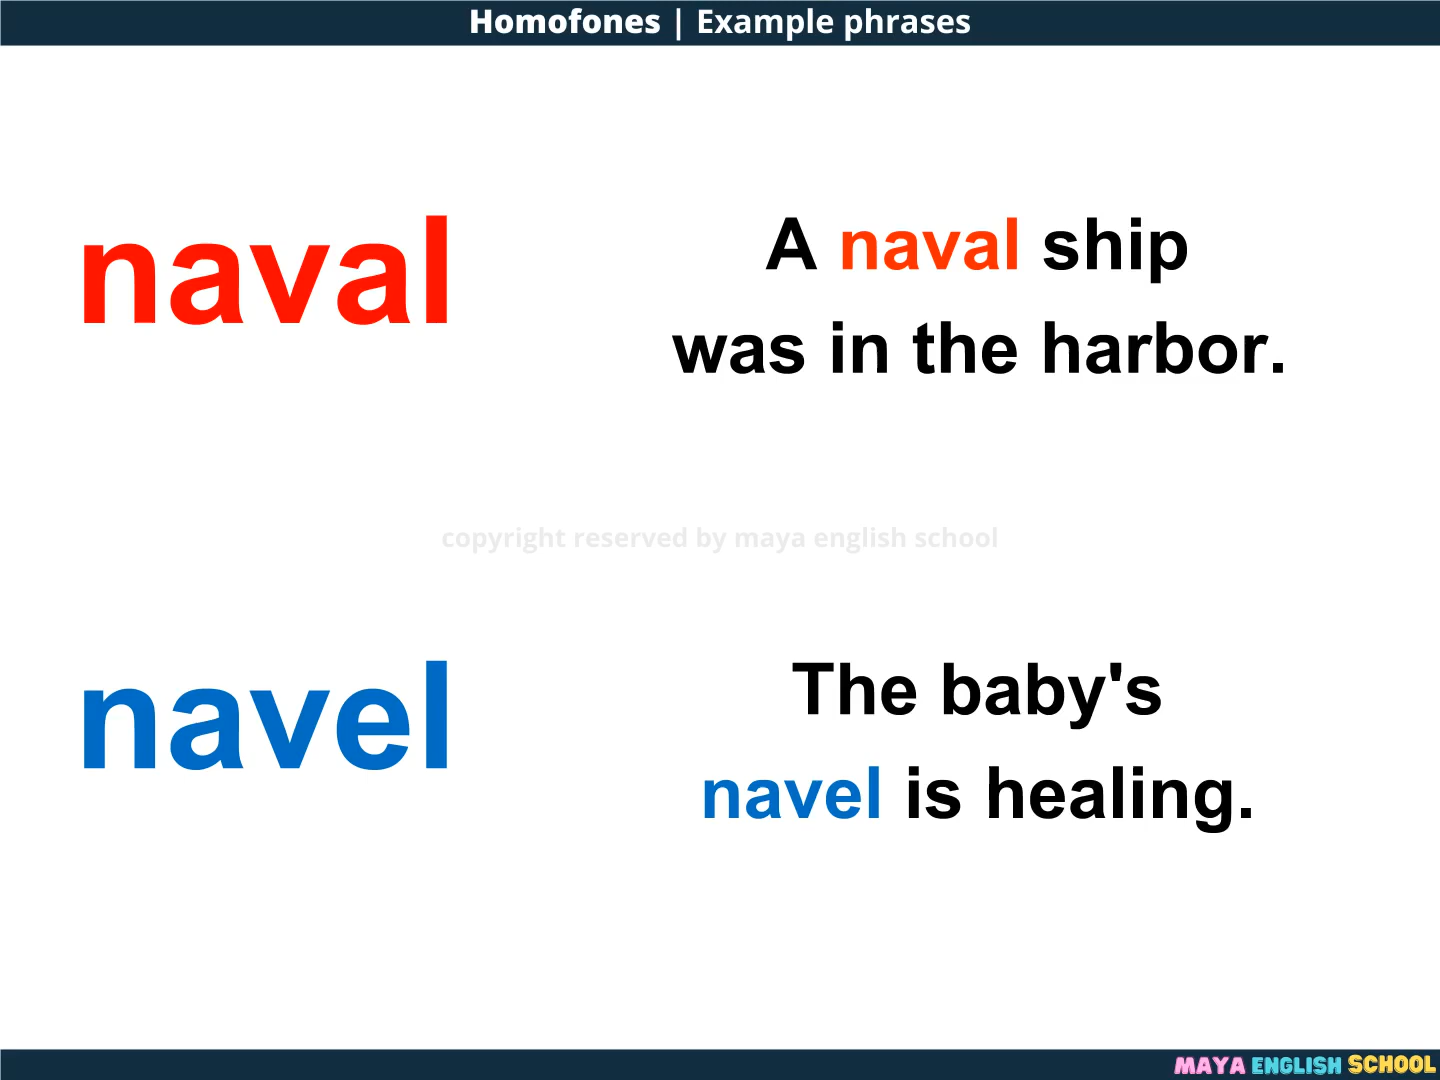 Homofones | Example phrases
naval
A naval ship
was in the harbor.
copyright reserved by maya english school
navel
The baby's
navel is healing.
MAYA ENGLISH SCHOOL